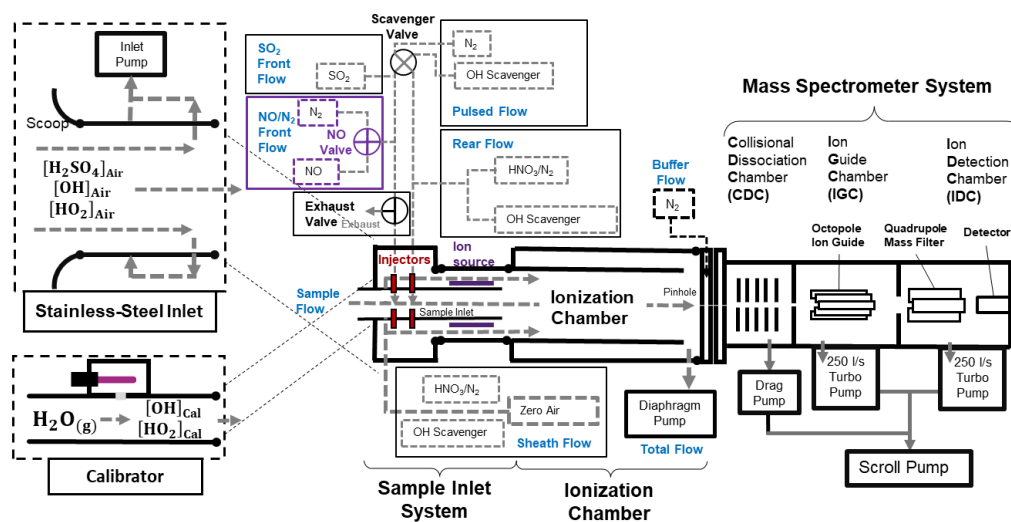 Inlet
Pump
Scoop
[H₂SO₄]Air
[OH]Air
[HO₂]Air
Stainless-Steel Inlet
H₂O(g)
[OH]Cal
[HO₂]Cal
Calibrator
Scavenger
Valve
SO₂
Front
Flow
SO₂
N₂
OH Scavenger
Pulsed Flow
NO/N₂
Front
Flow
N₂
NO
Valve
NO
Rear Flow
HNO₃/N₂
OH Scavenger
Exhaust
Valve
Exhaust
Buffer
Flow
N₂
Injectors
Ion
source
Sample
Flow
Sample Inlet
Ionization
Chamber
Pinhole
HNO₃/N₂
Zero Air
OH Scavenger
Sheath Flow
Diaphragm
Pump
Total Flow
Sample Inlet
System
Ionization
Chamber
Mass Spectrometer System
Collisional
Dissociation
Chamber
(CDC)
Ion
Guide
Chamber
(IGC)
Ion
Detection
Chamber
(IDC)
Octopole
Ion Guide
Quadrupole
Mass Filter
Detector
Drag
Pump
250 l/s
Turbo
Pump
250 l/s
Turbo
Pump
Scroll Pump